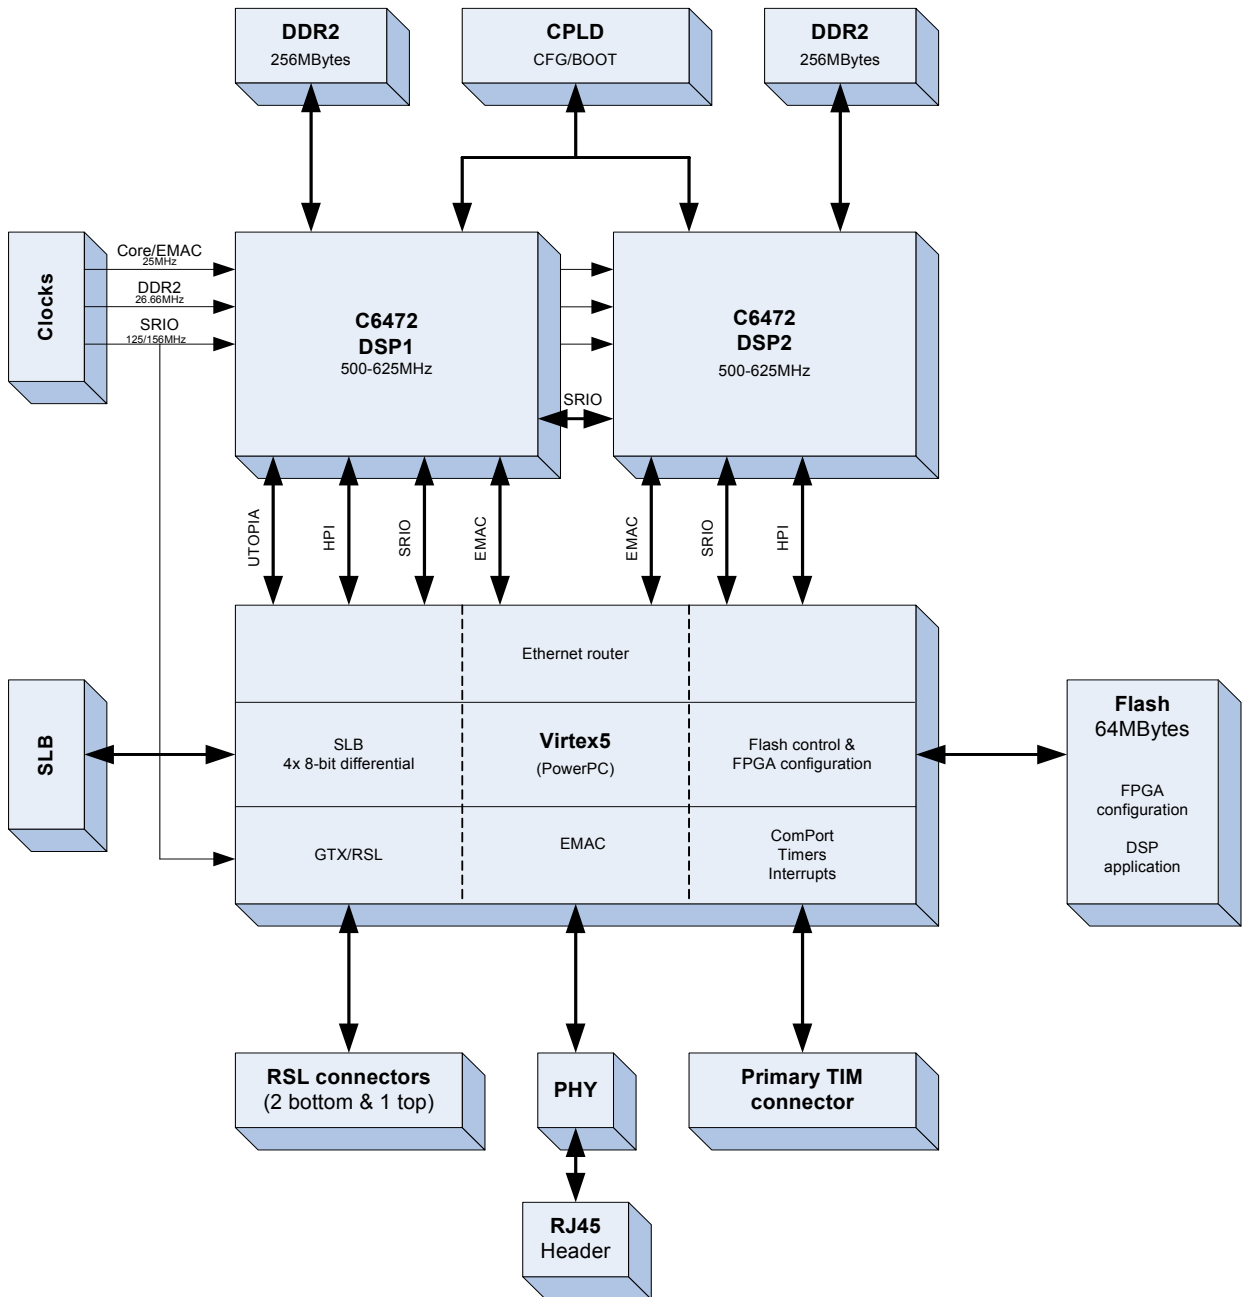 DDR2
256MBytes
CPLD
CFG/BOOT
DDR2
256MBytes
Clocks
Core/EMAC
25MHz
DDR2
26.66MHz
SRIO
125/156MHz
C6472
DSP1
500-625MHz
C6472
DSP2
500-625MHz
SRIO
UTOPIA
HPI
SRIO
EMAC
EMAC
SRIO
HPI
Ethernet router
SLB
SLB
4x 8-bit differential
Virtex5
(PowerPC)
Flash control &
FPGA configuration
Flash
64MBytes
FPGA
configuration
DSP
application
GTX/RSL
EMAC
ComPort
Timers
Interrupts
RSL connectors
(2 bottom & 1 top)
PHY
Primary TIM
connector
RJ45
Header